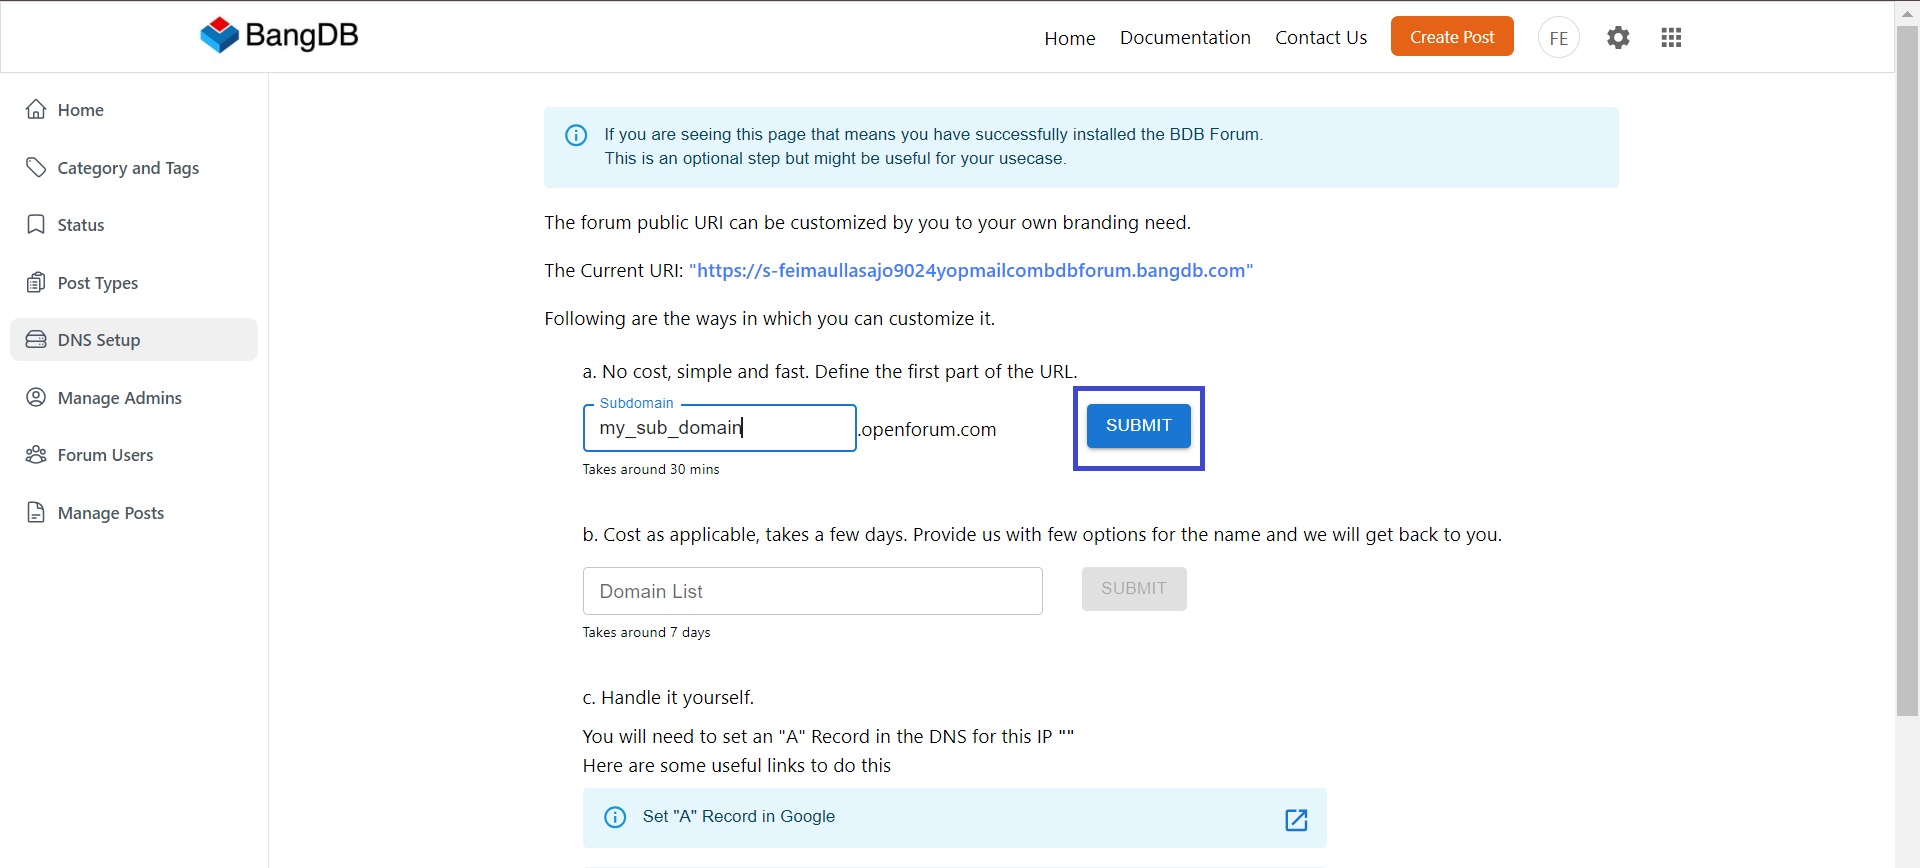 BangDB
Home
Documentation
Contact Us
Create Post
FE
Home
Category and Tags
Status
Post Types
DNS Setup
Manage Admins
Forum Users
Manage Posts
If you are seeing this page that means you have successfully installed the BDB Forum.
This is an optional step but might be useful for your usecase.
The forum public URI can be customized by you to your own branding need.
The Current URI: "https://s-feimaullasajo9024yopmailcombdbforum.bangdb.com"
Following are the ways in which you can customize it.
a. No cost, simple and fast. Define the first part of the URL.
Subdomain
my_sub_domain
.openforum.com
SUBMIT
Takes around 30 mins
b. Cost as applicable, takes a few days. Provide us with few options for the name and we will get back to you.
Domain List
SUBMIT
Takes around 7 days
c. Handle it yourself.
You will need to set an "A" Record in the DNS for this IP ""
Here are some useful links to do this
Set "A" Record in Google